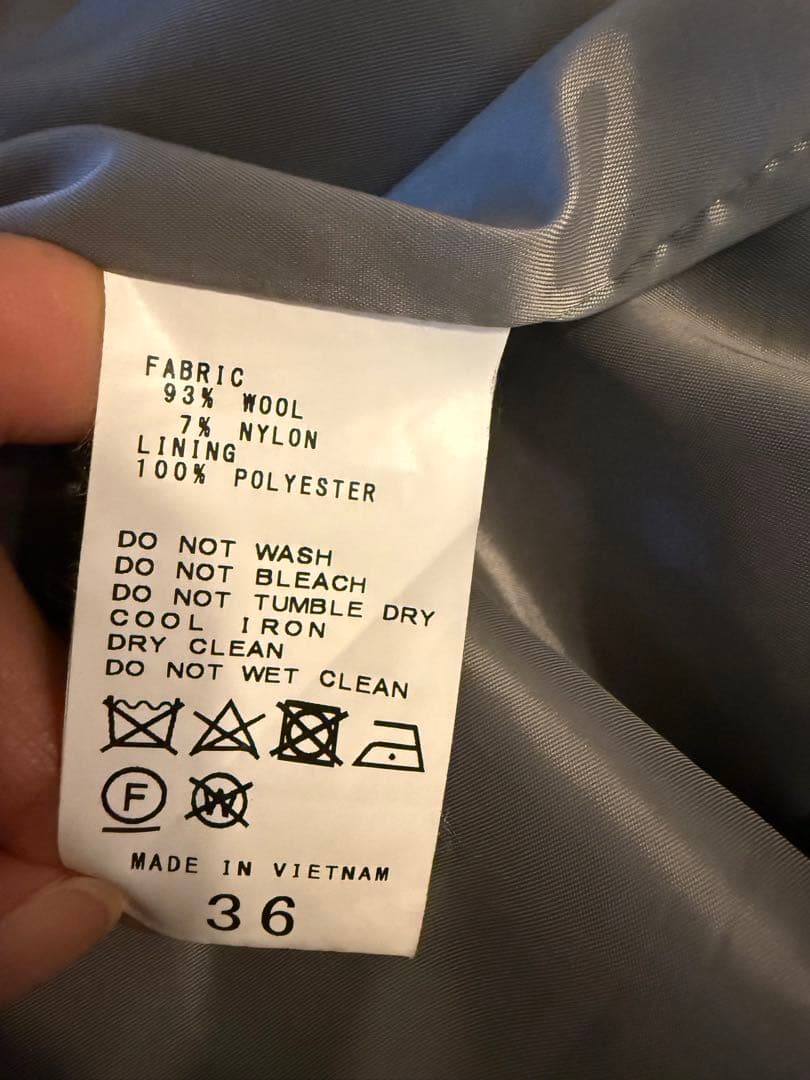 FABRIC
93% WOOL
7% NYLON
LINING
100% POLYESTER
DO NOT WASH
DO NOT BLEACH
DO NOT TUMBLE DRY
COOL IRON
DRY CLEAN
DO NOT WET CLEAN
F W
MADE IN VIETNAM
36